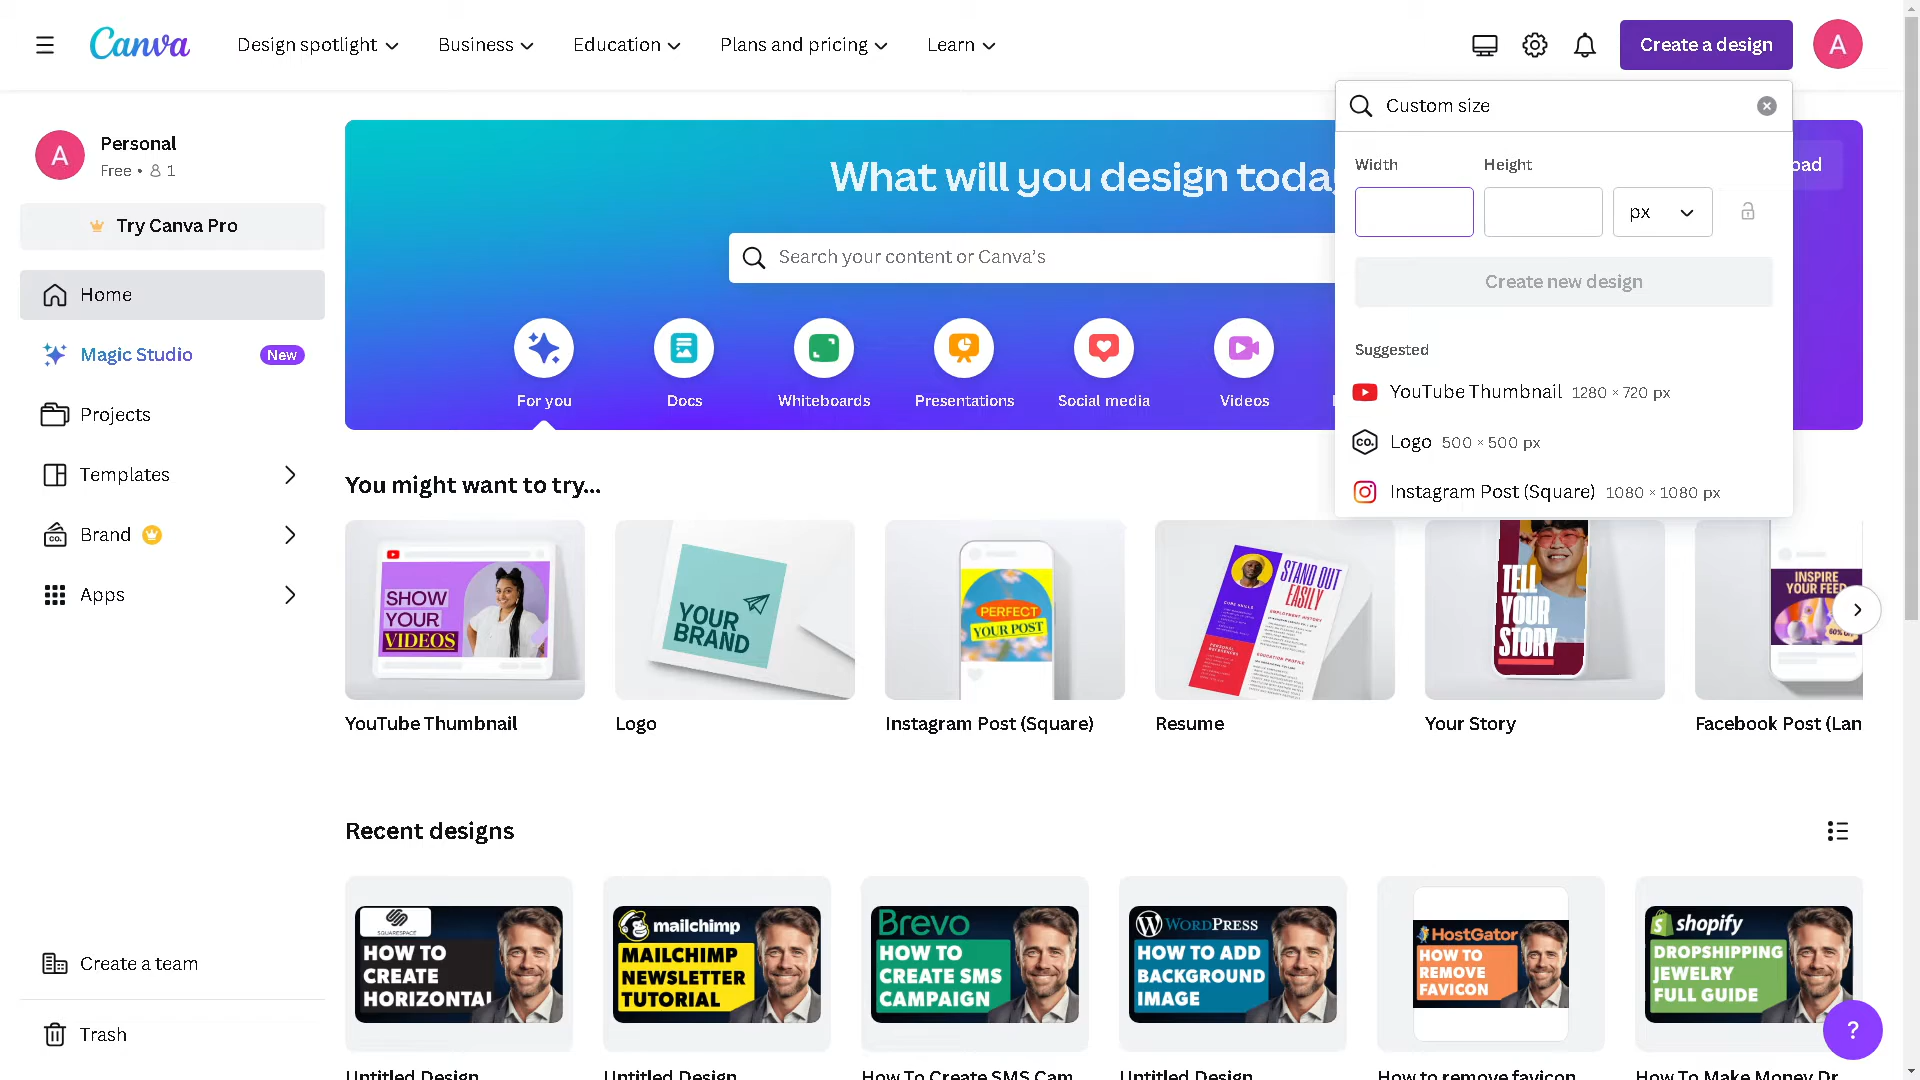 Canva
Design spotlight
Business
Education
Plans and pricing
Learn
Create a design
A
A
Personal
Free • 1
Try Canva Pro
Home
Magic Studio
New
Projects
Templates
Brand
Apps
Create a team
Trash
What will you design today
Search your content or Canva's
For you
Docs
Whiteboards
Presentations
Social media
Videos
Custom size
Width
Height
px
Create new design
Suggested
YouTube Thumbnail 1280 × 720 px
Logo 500 × 500 px
Instagram Post (Square) 1080 × 1080 px
oad
You might want to try...
SHOW
YOUR
VIDEOS
YOUR
BRAND
PERFECT
YOUR POST
STAND OUT
EASILY
TELL
YOUR
STORY
INSPIRE
YOUR FEED
YouTube Thumbnail
Logo
Instagram Post (Square)
Resume
Your Story
Facebook Post (Lan
Recent designs
SQUARESPACE
HOW TO
CREATE
HORIZONTAL
mailchimp
MAILCHIMP
NEWSLETTER
TUTORIAL
Brevo
HOW TO
CREATE SMS
CAMPAIGN
WORDPRESS
HOW TO ADD
BACKGROUND
IMAGE
HostGator
HOW TO
REMOVE
FAVICON
shopify
DROPSHIPPING
JEWELRY
FULL GUIDE
?
Untitled Design
Untitled Design
How To Create SMS Cam
Untitled Design
How to remove favicon
How To Make Money Dr